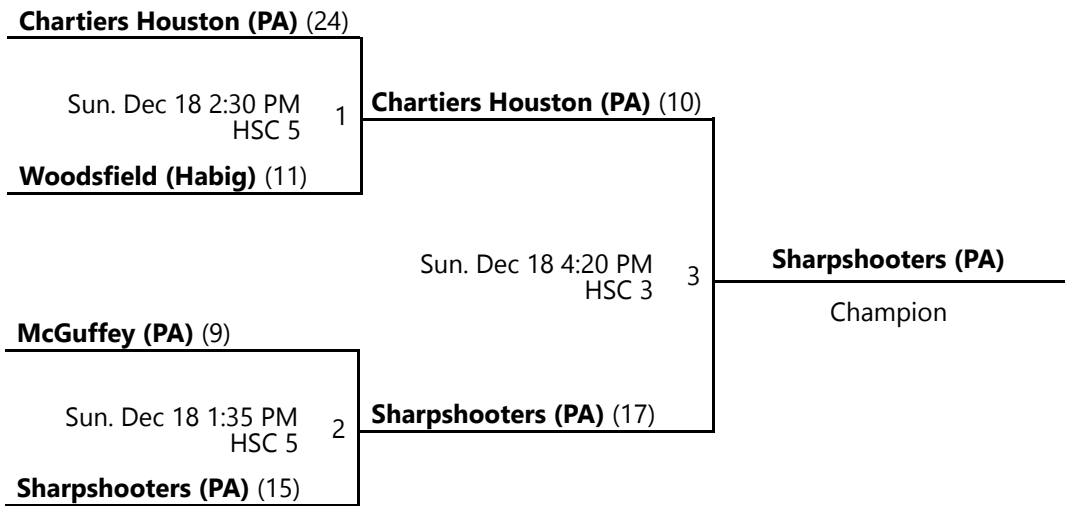 Chartiers Houston (PA) (24)
Sun. Dec 18 2:30 PM
HSC 5
1
Chartiers Houston (PA) (10)
Woodsfield (Habig) (11)
Sun. Dec 18 4:20 PM
HSC 3
3
Sharpshooters (PA)
Champion
McGuffey (PA) (9)
Sun. Dec 18 1:35 PM
HSC 5
2
Sharpshooters (PA) (17)
Sharpshooters (PA) (15)